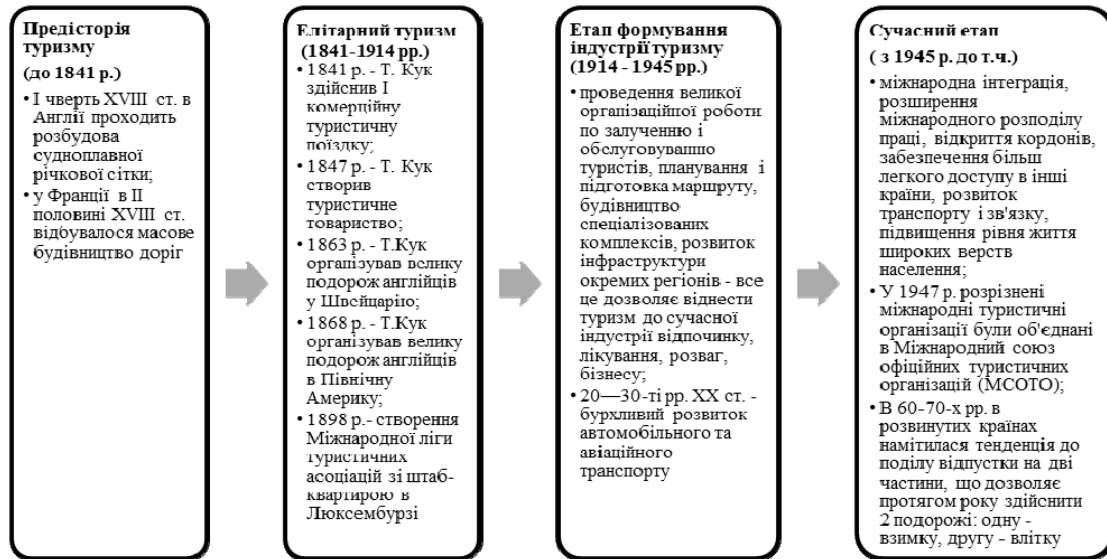 Предісторія
туризму
(до 1841 р.)
• І чверть XVIII ст. в
Англії проходить
розбудова
судноплавної
річкової сітки;
• у Франції в ІІ
половині XVIII ст.
відбувалося масове
будівництво доріг
Елітарний туризм
(1841-1914 рр.)
• 1841 р. - Т. Кук
здійснив І
комерційну
туристичну
поїздку;
• 1847 р. - Т. Кук
створив
туристичне
товариство;
• 1863 р. - Т.Кук
організував велику
подорож англійців
у Швейцарію;
• 1868 р. - Т.Кук
організував велику
подорож англійців
в Північну
Америку;
• 1898 р.- створення
Міжнародної ліги
туристичних
асоціацій зі штаб-
квартирою в
Люксембурзі
Етап формування
індустрії туризму
(1914 - 1945рр.)
• проведення великої
організаційної роботи
по залученню і
обслуговуванню
туристів, планування і
підготовка маршруту,
будівництво
спеціалізованих
комплексів, розвиток
інфраструктури
окремих регіонів - все
це дозволяє віднести
туризм до сучасної
індустрії відпочинку,
лікування, розваг,
бізнесу;
• 20—30-ті рр. ХХ ст. -
бурхливий розвиток
автомобільного та
авіаційного
транспорту
Сучасний етап
( з 1945 р. до т.ч.)
• міжнародна інтеграція,
розширення
міжнародного розподілу
праці, відкриття кордонів,
забезпечення більш
легкого доступу в інші
країни, розвиток
транспорту і зв'язку,
підвищення рівня життя
широких верств
населення;
• У 1947 р. розрізнені
міжнародні туристичні
організації були об'єднані
в Міжнародний союз
офіційних туристичних
організацій (МСОТО);
• В 60-70-х рр. в
розвинутих країнах
намітилася тенденція до
поділу відпустки на дві
частини, що дозволяє
протягом року здійснити
2 подорожі: одну -
взимку, другу - влітку